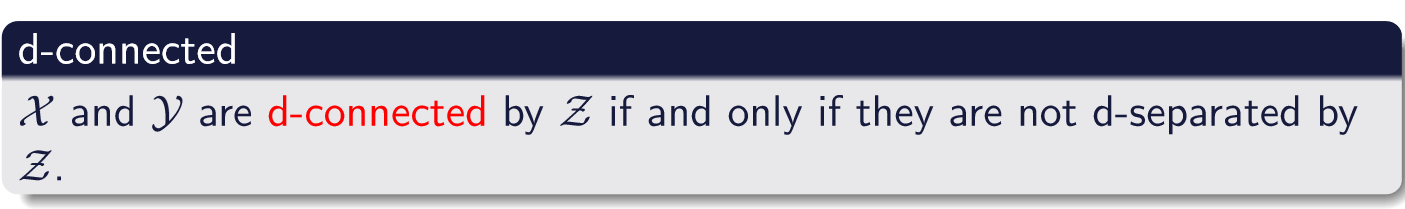 d-connected
𝒳 and 𝒴 are d-connected by 𝒵 if and only if they are not d-separated by
𝒵.